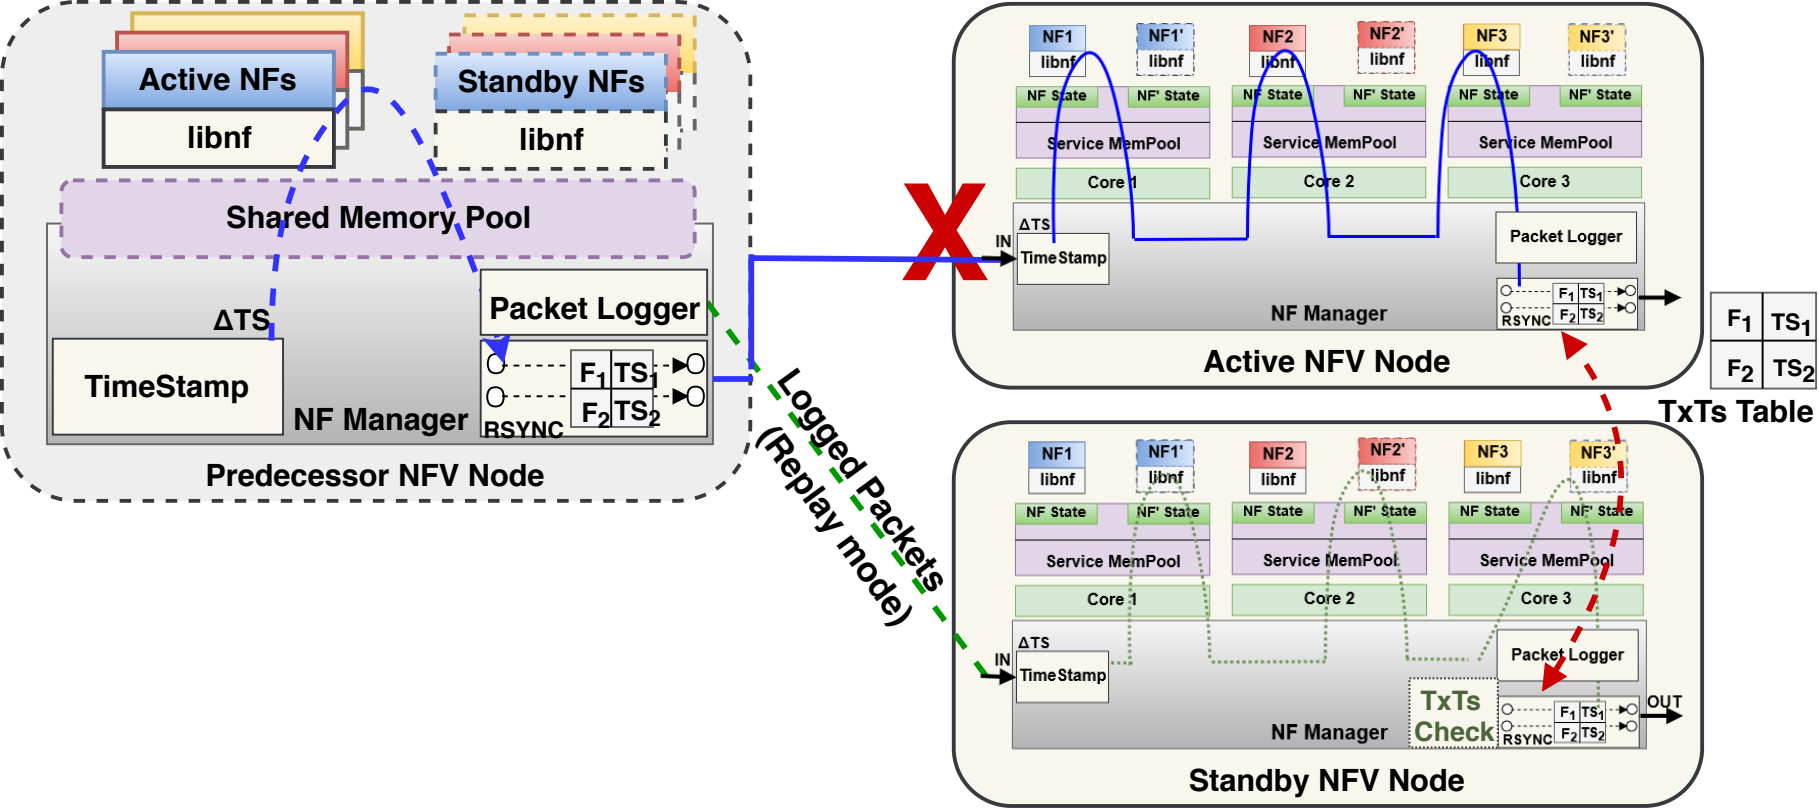 Active NFs
libnf
Standby NFs
libnf
Shared Memory Pool
ΔTS
TimeStamp
Packet Logger
F1 TS1
F2 TS2
RSYNC
NF Manager
Predecessor NFV Node
Logged Packets
(Replay mode)
X
NF1 NF1' NF2 NF2' NF3 NF3'
libnf libnf libnf libnf libnf libnf
NF State NF' State NF State NF' State NF State NF' State
Service MemPool Service MemPool Service MemPool
Core 1 Core 2 Core 3
ΔTS
IN
TimeStamp
Packet Logger
F1 TS1
F2 TS2
RSYNC
NF Manager
Active NFV Node
F1 TS1
F2 TS2
TxTs Table
NF1 NF1' NF2 NF2' NF3 NF3'
libnf libnf libnf libnf libnf libnf
NF State NF' State NF State NF' State NF State NF' State
Service MemPool Service MemPool Service MemPool
Core 1 Core 2 Core 3
ΔTS
IN
TimeStamp
Packet Logger
TxTs
Check
F1 TS1
F2 TS2
RSYNC
OUT
NF Manager
Standby NFV Node